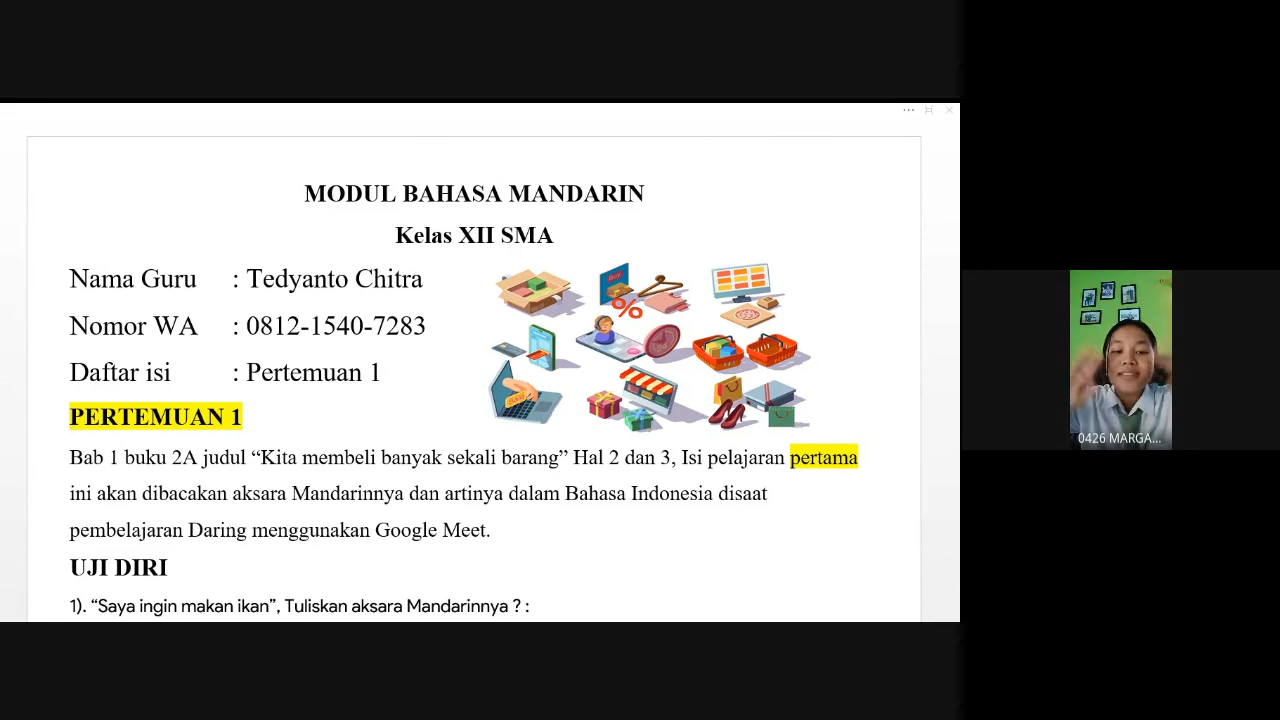 MODUL BAHASA MANDARIN
Kelas XII SMA
Nama Guru : Tedyanto Chitra
Nomor WA : 0812-1540-7283
Daftar isi : Pertemuan 1
PERTEMUAN 1
Bab 1 buku 2A judul “Kita membeli banyak sekali barang” Hal 2 dan 3, Isi pelajaran pertama
ini akan dibacakan aksara Mandarinnya dan artinya dalam Bahasa Indonesia disaat
pembelajaran Daring menggunakan Google Meet.
UJI DIRI
1). “Saya ingin makan ikan”, Tuliskan aksara Mandarinnya ? :
0426 MARGA...